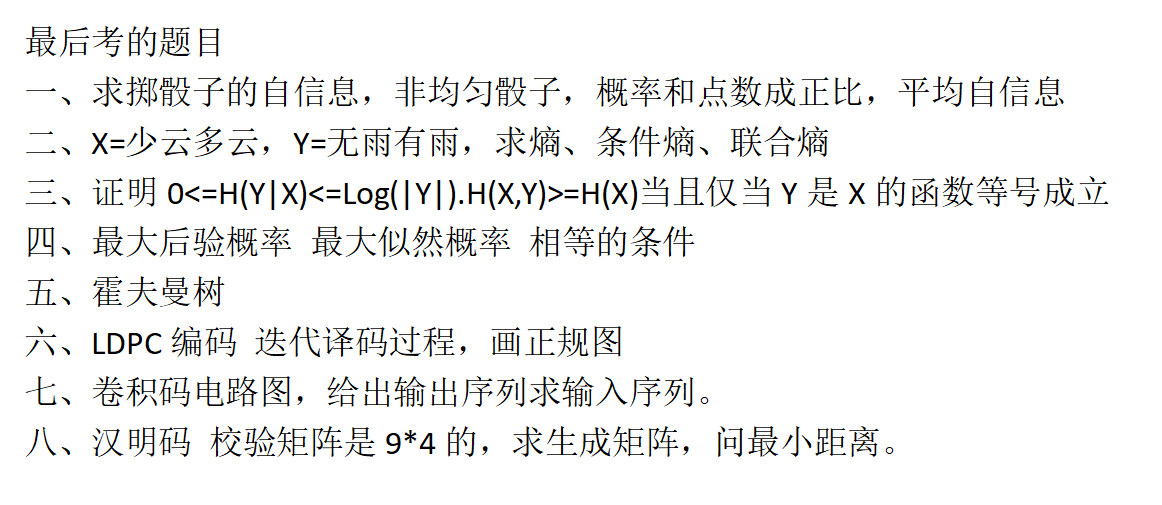 最后考的题目
一、求掷骰子的自信息，非均匀骰子，概率和点数成正比，平均自信息
二、X=少云多云，Y=无雨有雨，求熵、条件熵、联合熵
三、证明 0<=H(Y|X)<=Log(|Y|).H(X,Y)>=H(X)当且仅当 Y 是 X 的函数等号成立
四、最大后验概率 最大似然概率 相等的条件
五、霍夫曼树
六、LDPC 编码 迭代译码过程，画正规图
七、卷积码电路图，给出输出序列求输入序列。
八、汉明码 校验矩阵是 9*4 的，求生成矩阵，问最小距离。